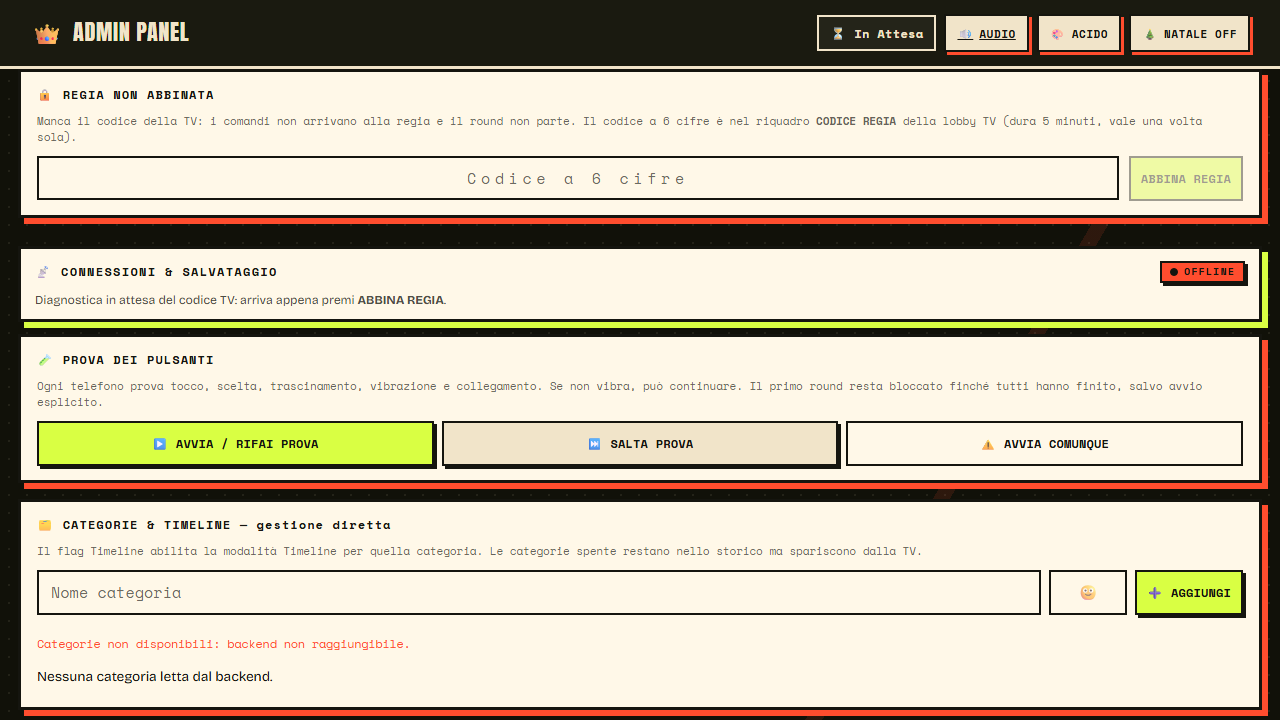 ADMIN PANEL
In Attesa
AUDIO
ACIDO
NATALE OFF
REGIA NON ABBINATA
Manca il codice della TV: i comandi non arrivano alla regia e il round non parte. Il codice a 6 cifre è nel riquadro CODICE REGIA della lobby TV (dura 5 minuti, vale una volta
sola).
Codice a 6 cifre
ABBINA REGIA
CONNESSIONI & SALVATAGGIO
OFFLINE
Diagnostica in attesa del codice TV: arriva appena premi ABBINA REGIA.
PROVA DEI PULSANTI
Ogni telefono prova tocco, scelta, trascinamento, vibrazione e collegamento. Se non vibra, può continuare. Il primo round resta bloccato finché tutti hanno finito, salvo avvio
esplicito.
AVVIA / RIFAI PROVA
SALTA PROVA
AVVIA COMUNQUE
CATEGORIE & TIMELINE — gestione diretta
Il flag Timeline abilita la modalità Timeline per quella categoria. Le categorie spente restano nello storico ma spariscono dalla TV.
Nome categoria
AGGIUNGI
Categorie non disponibili: backend non raggiungibile.
Nessuna categoria letta dal backend.